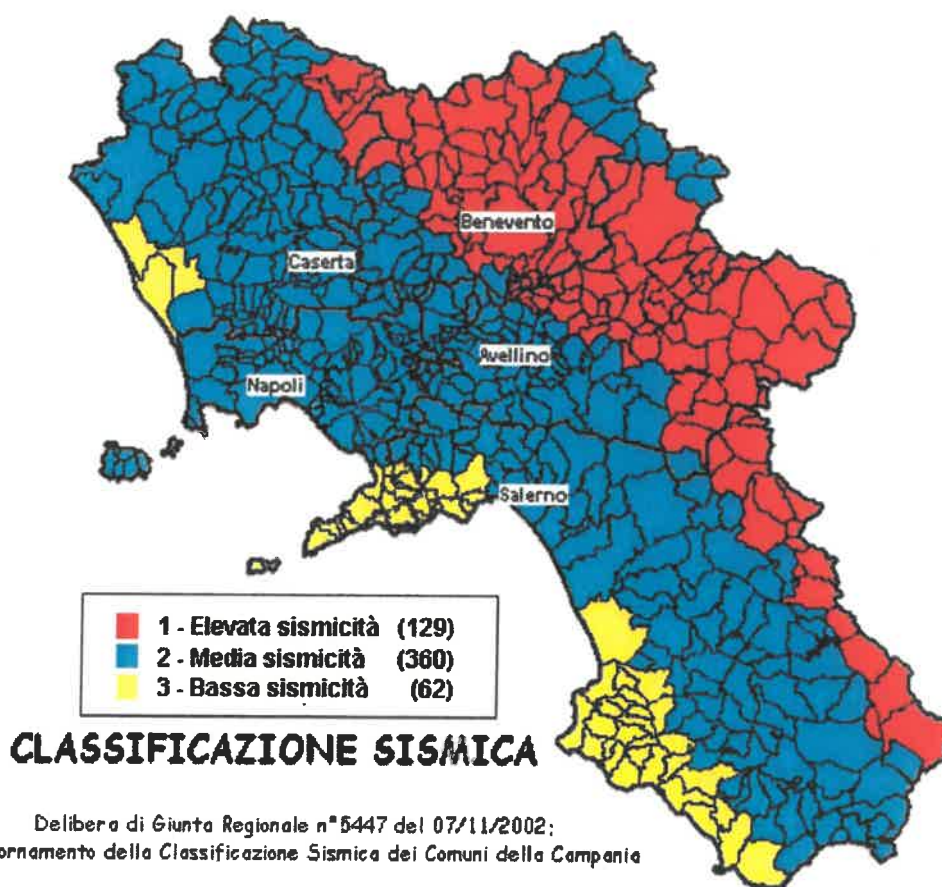 Benevento
Caserta
Avellino
Napoli
Salerno
1 - Elevata sismicità (129)
2 - Media sismicità (360)
3 - Bassa sismicità (62)
CLASSIFICAZIONE SISMICA
Delibera di Giunta Regionale n°5447 del 07/11/2002:
ornamento della Classificazione Sismica dei Comuni della Campania